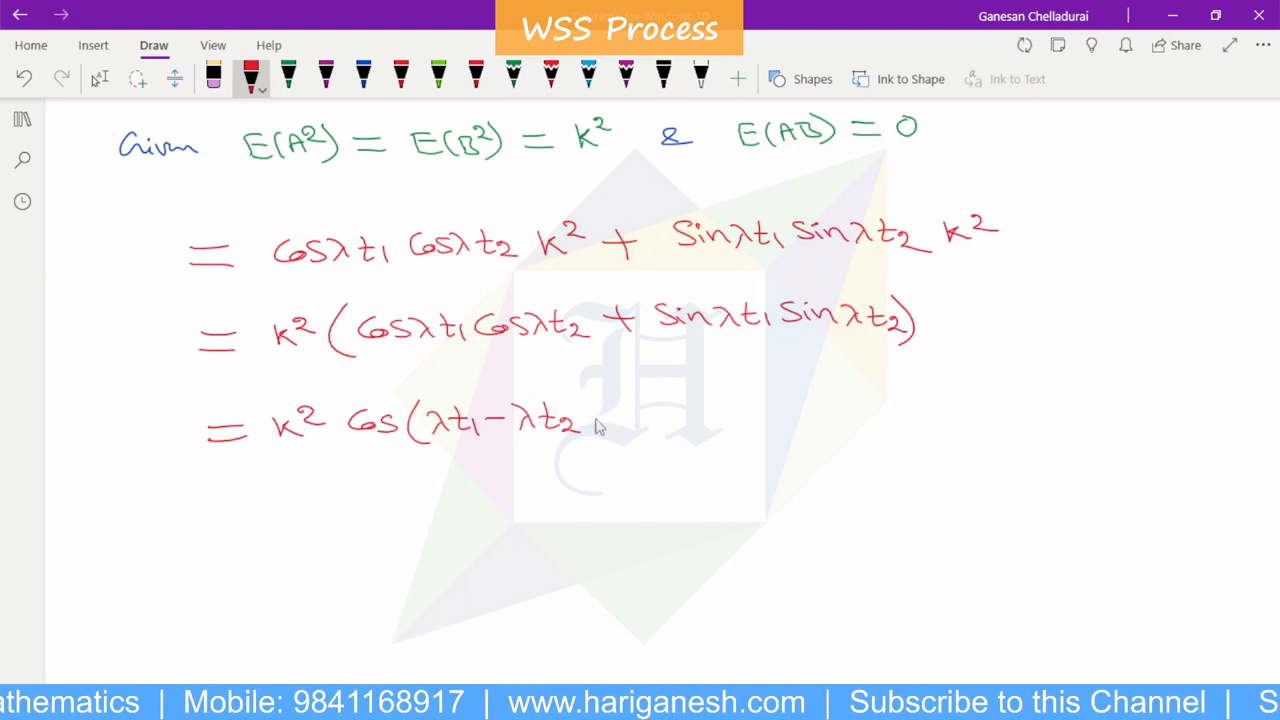 WSS Process
Ganesan Chelladurai
Home Insert Draw View Help
Share
Shapes Ink to Shape Ink to Text
Given E(A²) = E(B²) = K² & E(AB) = 0
= Cosλt₁ Cosλt₂ K² + Sinλt₁ Sinλt₂ K²
= K² (Cosλt₁ Cosλt₂ + Sinλt₁ Sinλt₂)
= K² Cos(λt₁ - λt₂
H
athematics | Mobile: 9841168917 | www.hariganesh.com | Subscribe to this Channel | S